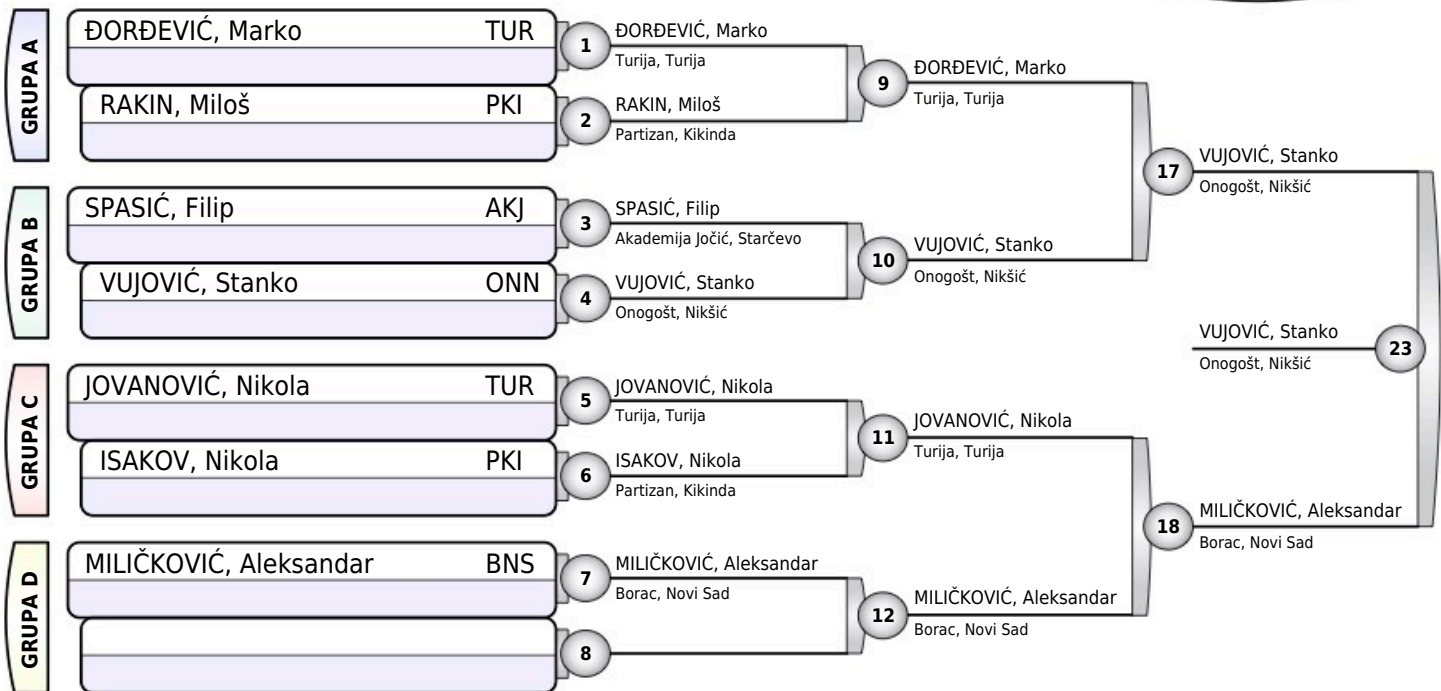 GRUPA A
ĐORĐEVIĆ, Marko TUR
RAKIN, Miloš PKI
1
ĐORĐEVIĆ, Marko
Turija, Turija
2
RAKIN, Miloš
Partizan, Kikinda
9
ĐORĐEVIĆ, Marko
Turija, Turija
GRUPA B
SPASIĆ, Filip AKJ
VUJOVIĆ, Stanko ONN
3
SPASIĆ, Filip
Akademija Jočić, Starčevo
4
VUJOVIĆ, Stanko
Onogošt, Nikšić
10
VUJOVIĆ, Stanko
Onogošt, Nikšić
17
VUJOVIĆ, Stanko
Onogošt, Nikšić
GRUPA C
JOVANOVIĆ, Nikola TUR
ISAKOV, Nikola PKI
5
JOVANOVIĆ, Nikola
Turija, Turija
6
ISAKOV, Nikola
Partizan, Kikinda
11
JOVANOVIĆ, Nikola
Turija, Turija
GRUPA D
MILIČKOVIĆ, Aleksandar BNS
7
MILIČKOVIĆ, Aleksandar
Borac, Novi Sad
8
12
MILIČKOVIĆ, Aleksandar
Borac, Novi Sad
18
MILIČKOVIĆ, Aleksandar
Borac, Novi Sad
VUJOVIĆ, Stanko
Onogošt, Nikšić
23